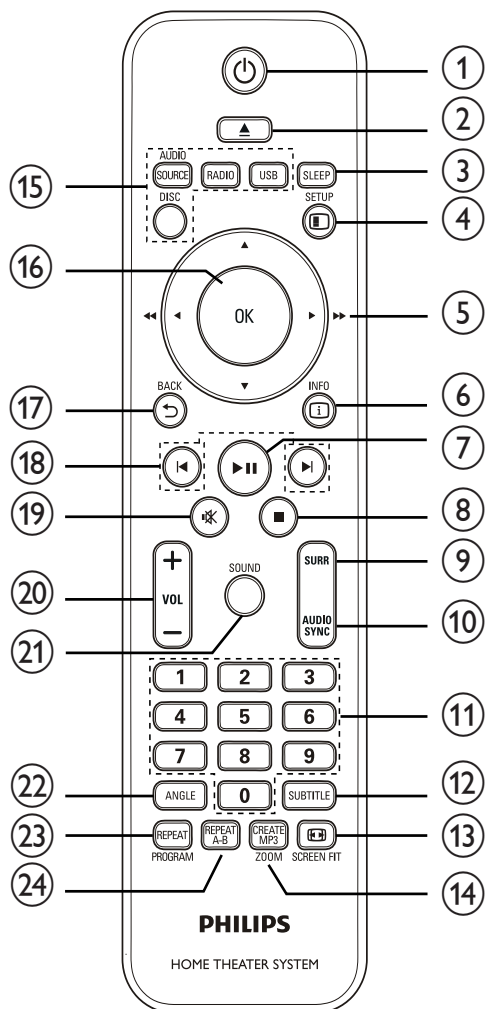 1
2
AUDIO
SOURCE RADIO USB SLEEP
3
15
DISC
SETUP
4
16
OK
5
BACK
INFO
6
17
7
18
19
8
SOUND
+
VOL
−
SURR
9
20
AUDIO
SYNC
10
21
1 2 3
4 5 6
11
7 8 9
22
ANGLE 0 SUBTITLE
12
23
REPEAT REPEAT A-B CREATE MP3
13
PROGRAM ZOOM SCREEN FIT
24
14
PHILIPS
HOME THEATER SYSTEM